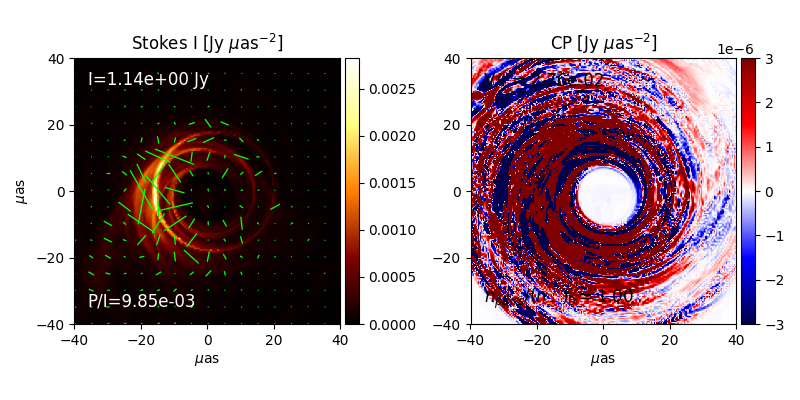 Stokes I [Jy μas⁻²]
CP [Jy μas⁻²]
1e−6
I=1.14e+00 Jy
P/I=9.85e-03
40
20
0
−20
−40
μas
−40 −20 0 20 40
μas
0.0025
0.0020
0.0015
0.0010
0.0005
0.0000
40
20
0
−20
−40
−40 −20 0 20 40
μas
3
2
1
0
−1
−2
−3